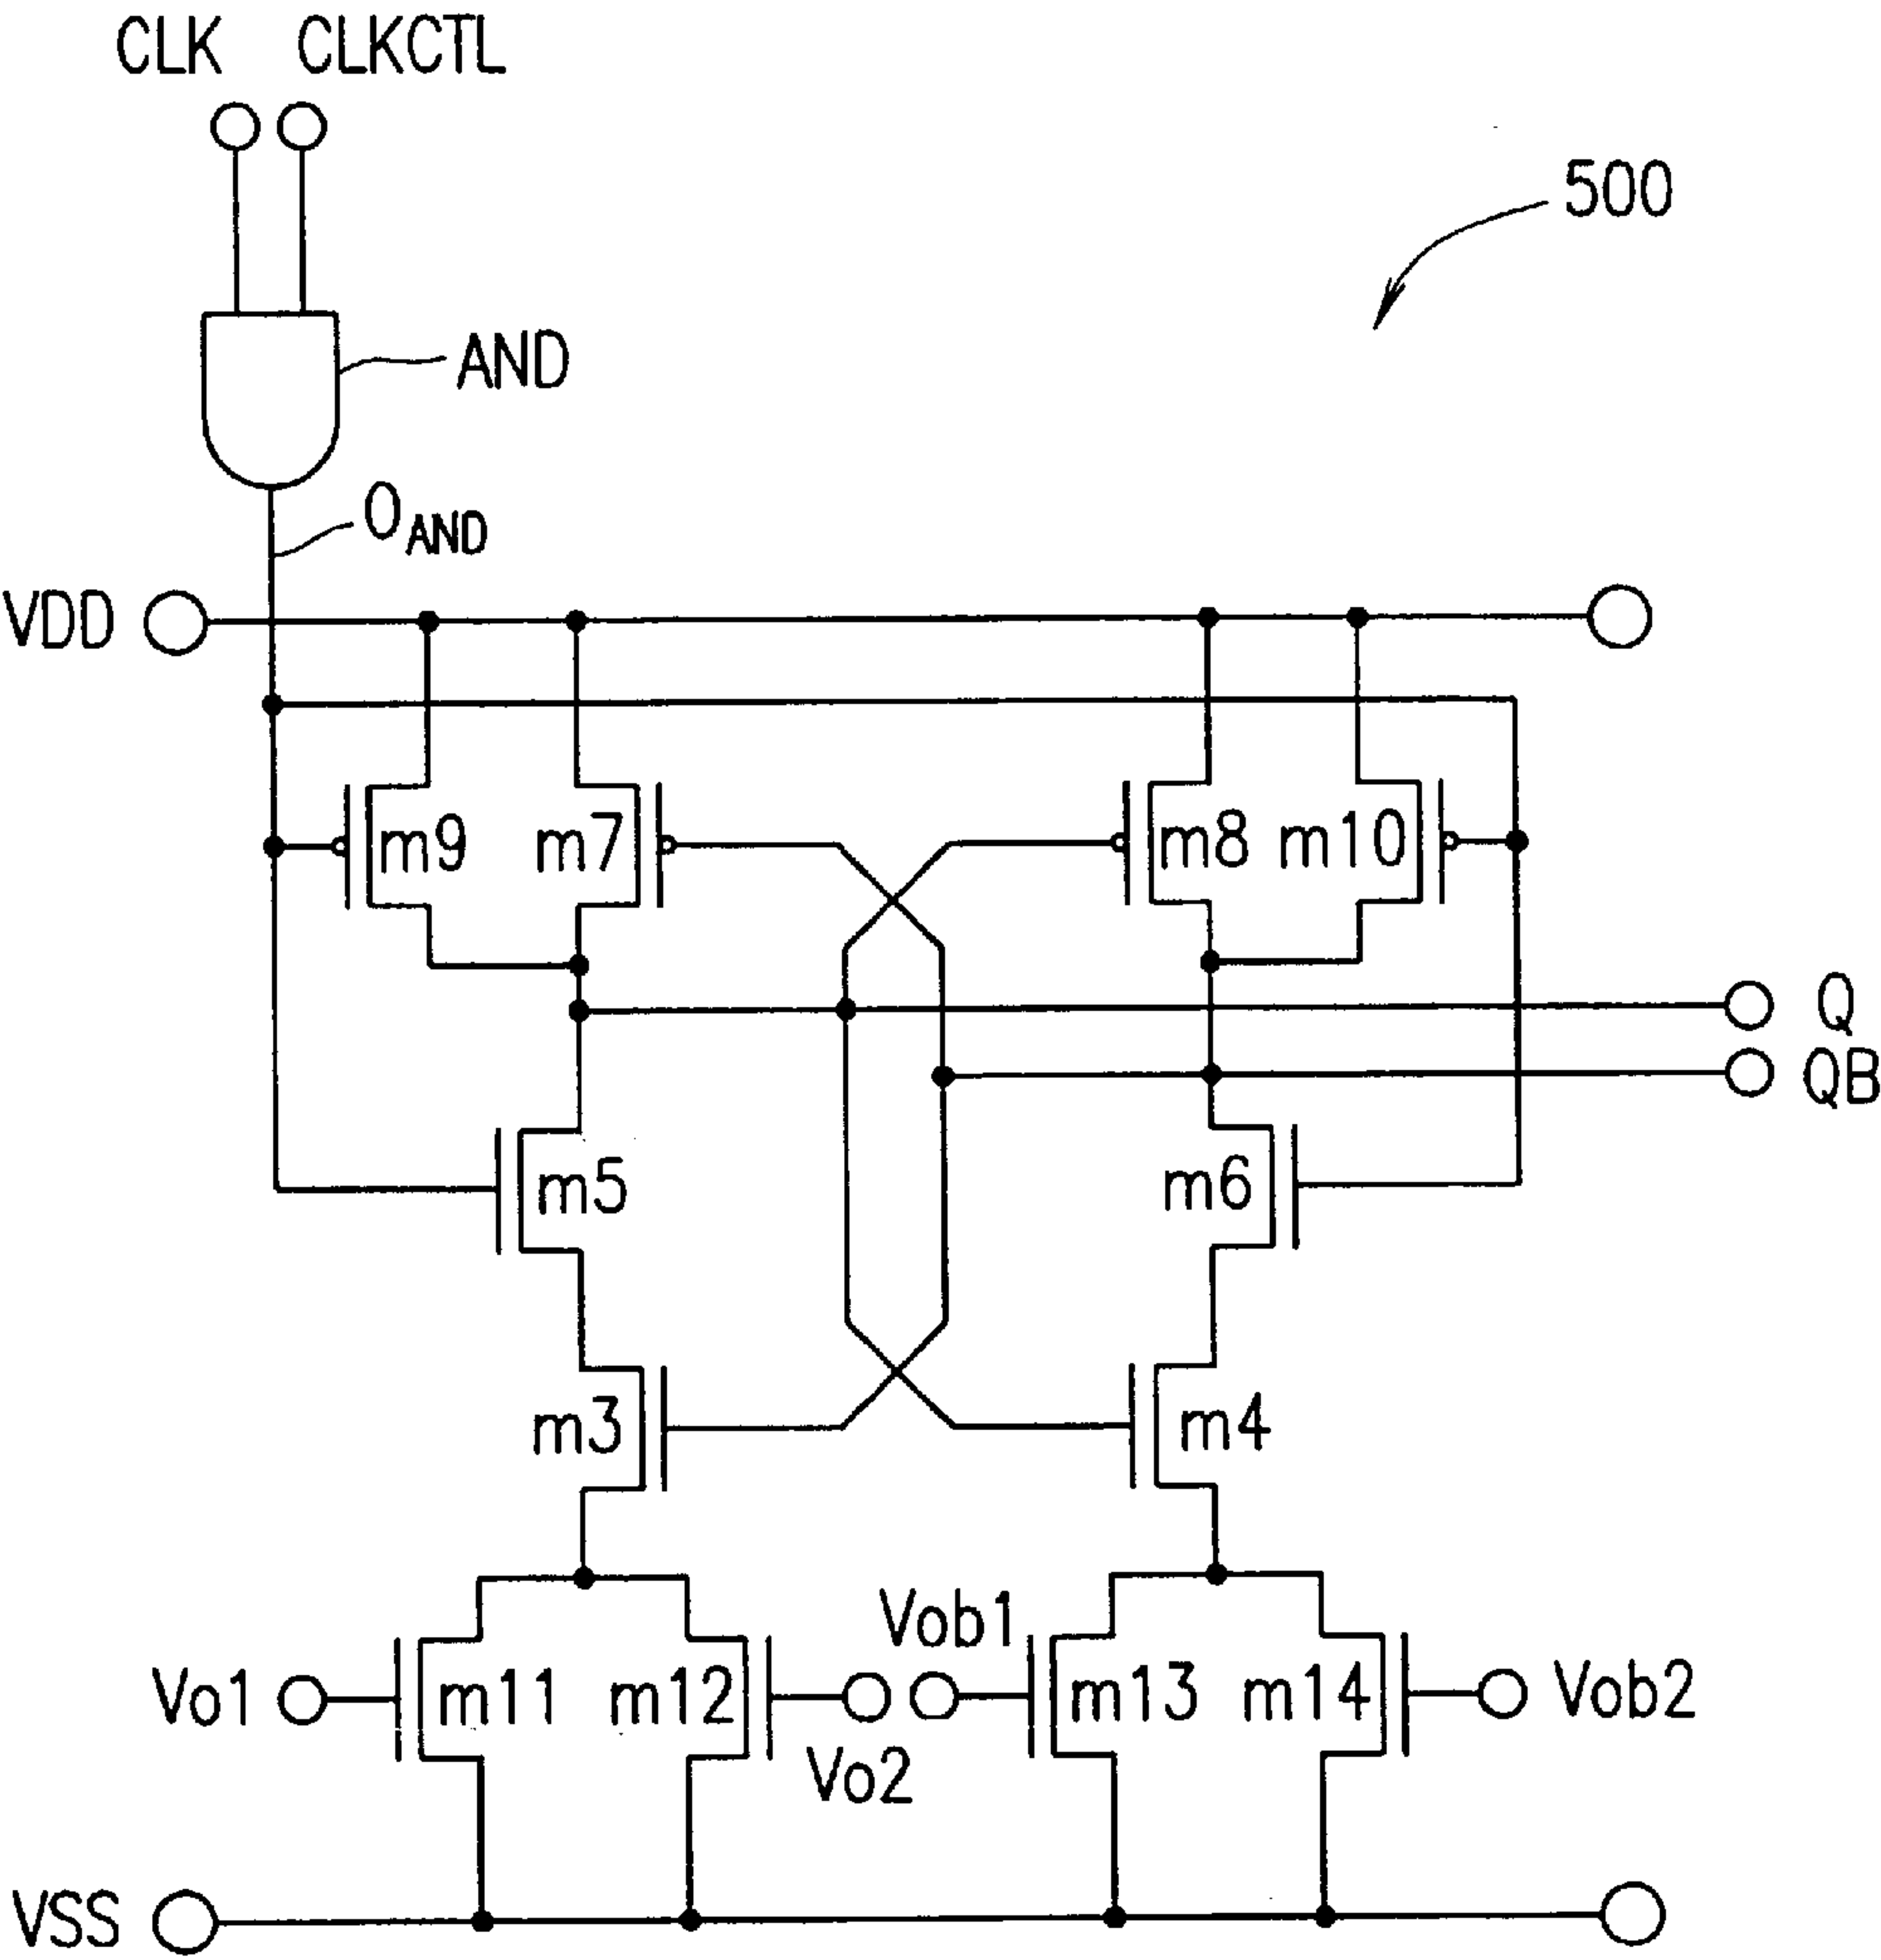 CLK CLKCTL
500
AND
OAND
VDD
m9 m7 m8 m10
Q
QB
m5 m6
m3 m4
Vob1
Vo1 m11 m12 m13 m14 Vob2
Vo2
VSS